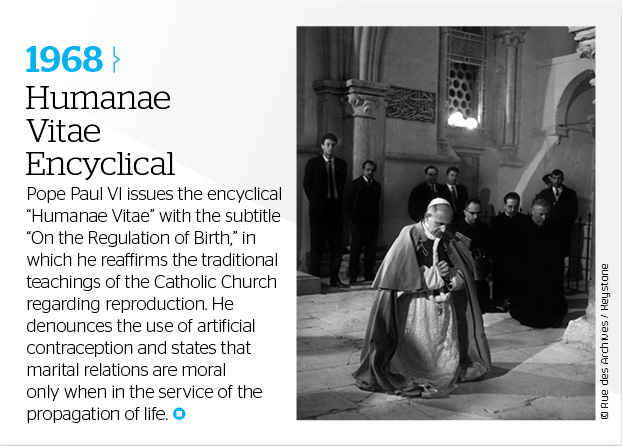 1968
Humanae
Vitae
Encyclical
Pope Paul VI issues the encyclical
“Humanae Vitae” with the subtitle
“On the Regulation of Birth,” in
which he reaffirms the traditional
teachings of the Catholic Church
regarding reproduction. He
denounces the use of artificial
contraception and states that
marital relations are moral
only when in the service of the
propagation of life.
© Rue des Archives / Keystone